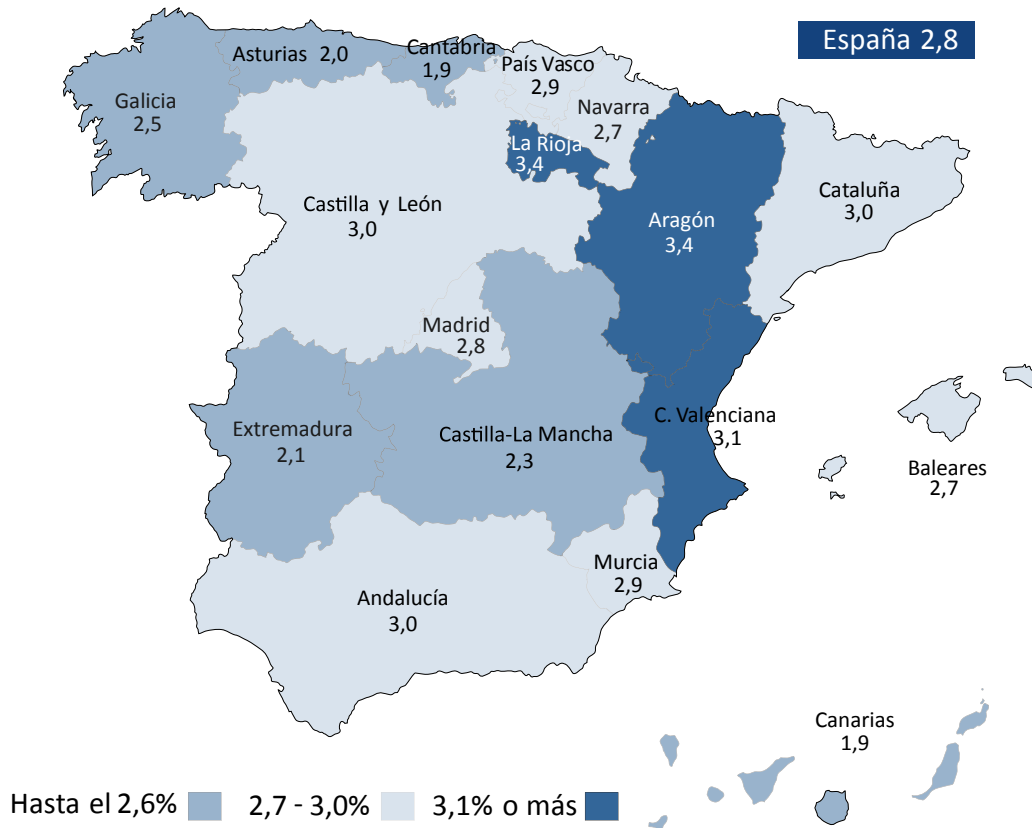 España 2,8
Asturias 2,0
Cantabria
1,9
País Vasco
2,9
Galicia
2,5
Navarra
2,7
La Rioja
3,4
Castilla y León
3,0
Aragón
3,4
Cataluña
3,0
Madrid
2,8
Extremadura
2,1
Castilla-La Mancha
2,3
C. Valenciana
3,1
Baleares
2,7
Murcia
2,9
Andalucía
3,0
Canarias
1,9
Hasta el 2,6% 2,7 - 3,0% 3,1% o más